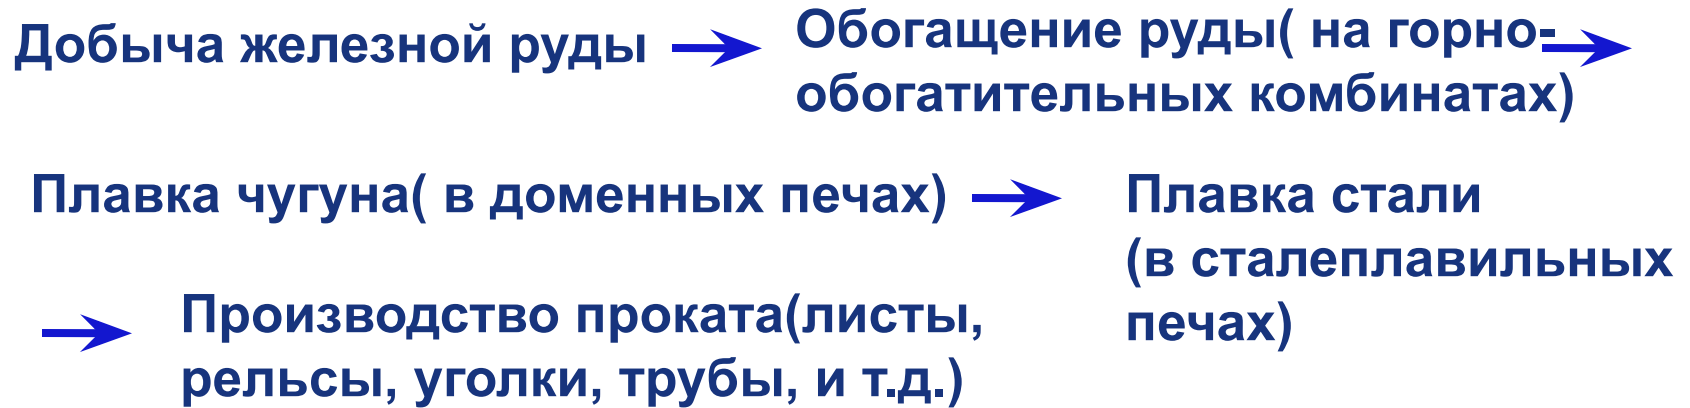 Добыча железной руды
Обогащение руды( на горно-
обогатительных комбинатах)
Плавка чугуна( в доменных печах)
Плавка стали
(в сталеплавильных
печах)
Производство проката(листы,
рельсы, уголки, трубы, и т.д.)